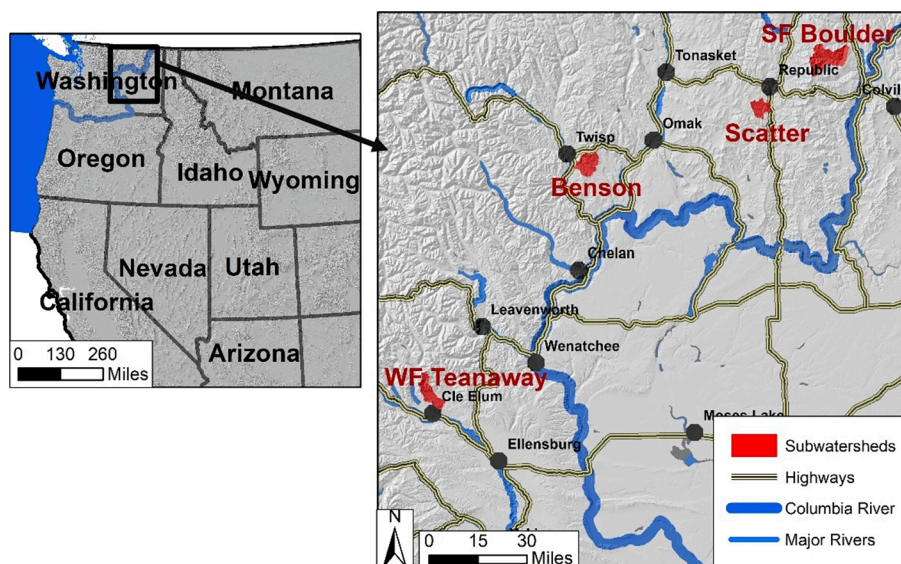 Washington
Montana
Oregon
Idaho
Wyoming
Nevada
Utah
California
Arizona
0 130 260
Miles
SF Boulder
Tonasket
Republic
Colvil
Scatter
Omak
Twisp
Benson
Chelan
Leavenworth
Wenatchee
WF Teanaway
Cle Elum
Moses Lake
Ellensburg
Subwatersheds
Highways
Columbia River
Major Rivers
N
0 15 30
Miles